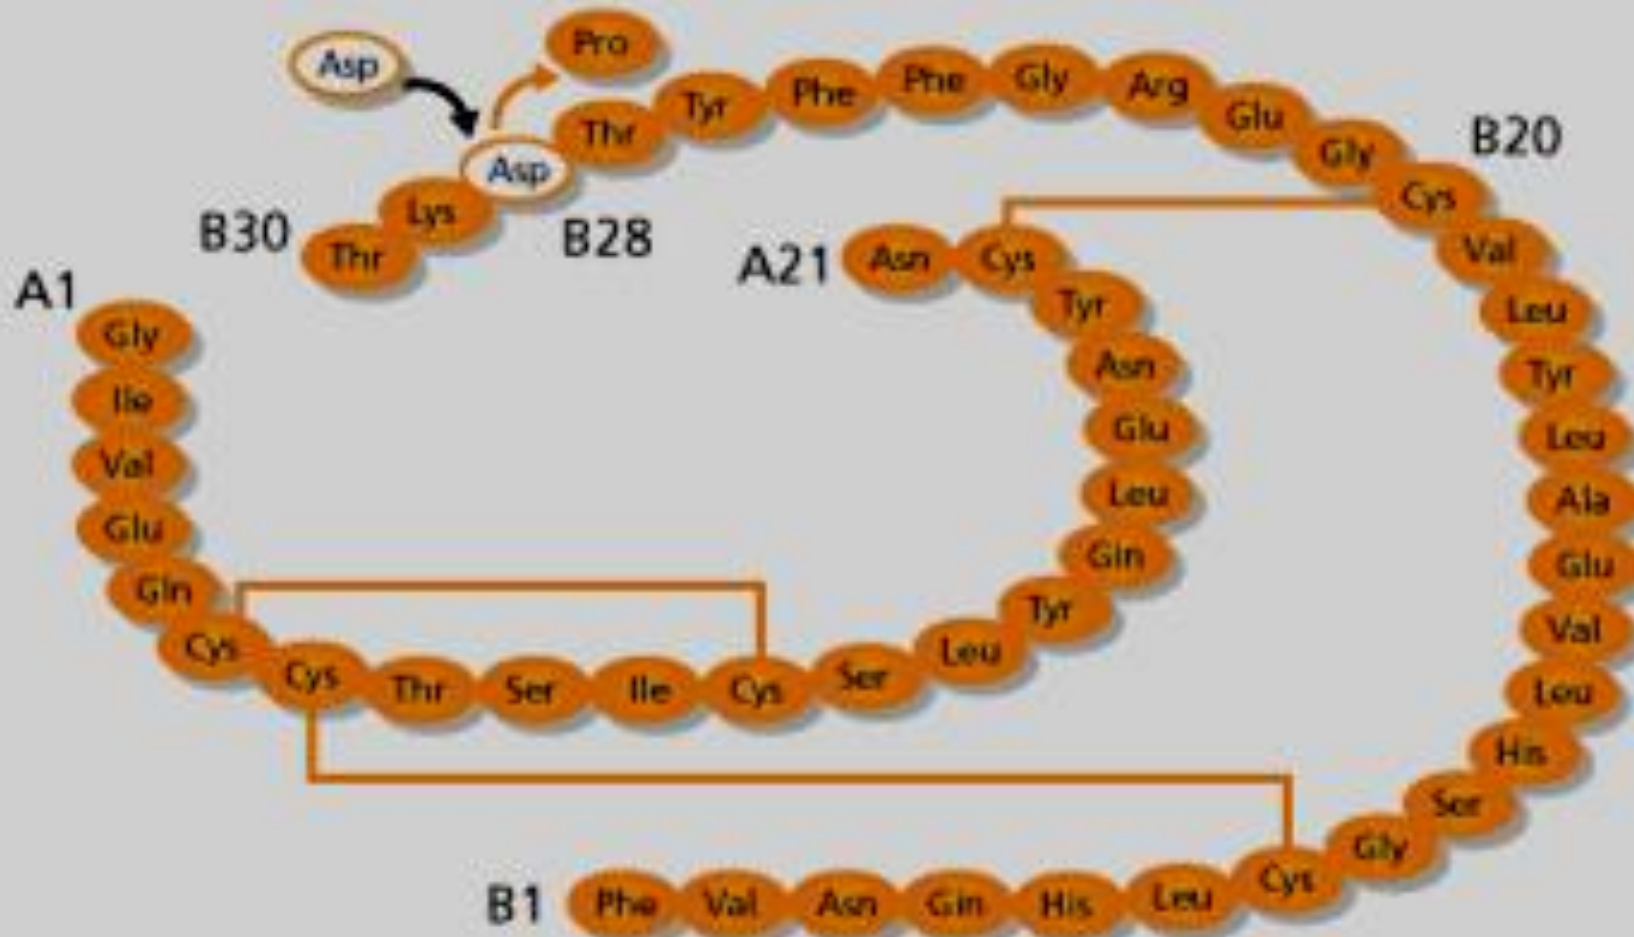 Asp
Pro
Asp
Thr
Tyr
Phe
Phe
Gly
Arg
Glu
Gly
B20
Cys
Val
Leu
Tyr
Leu
Ala
Glu
Val
Leu
His
Ser
Gly
Cys
Leu
His
Gin
Asn
Val
Phe
B1
B28
Lys
Thr
B30
A1
Gly
Ile
Val
Glu
Gln
Cys
Cys
Thr
Ser
Ile
Cys
Ser
Leu
Tyr
Gin
Leu
Glu
Asn
Tyr
Cys
Asn
A21